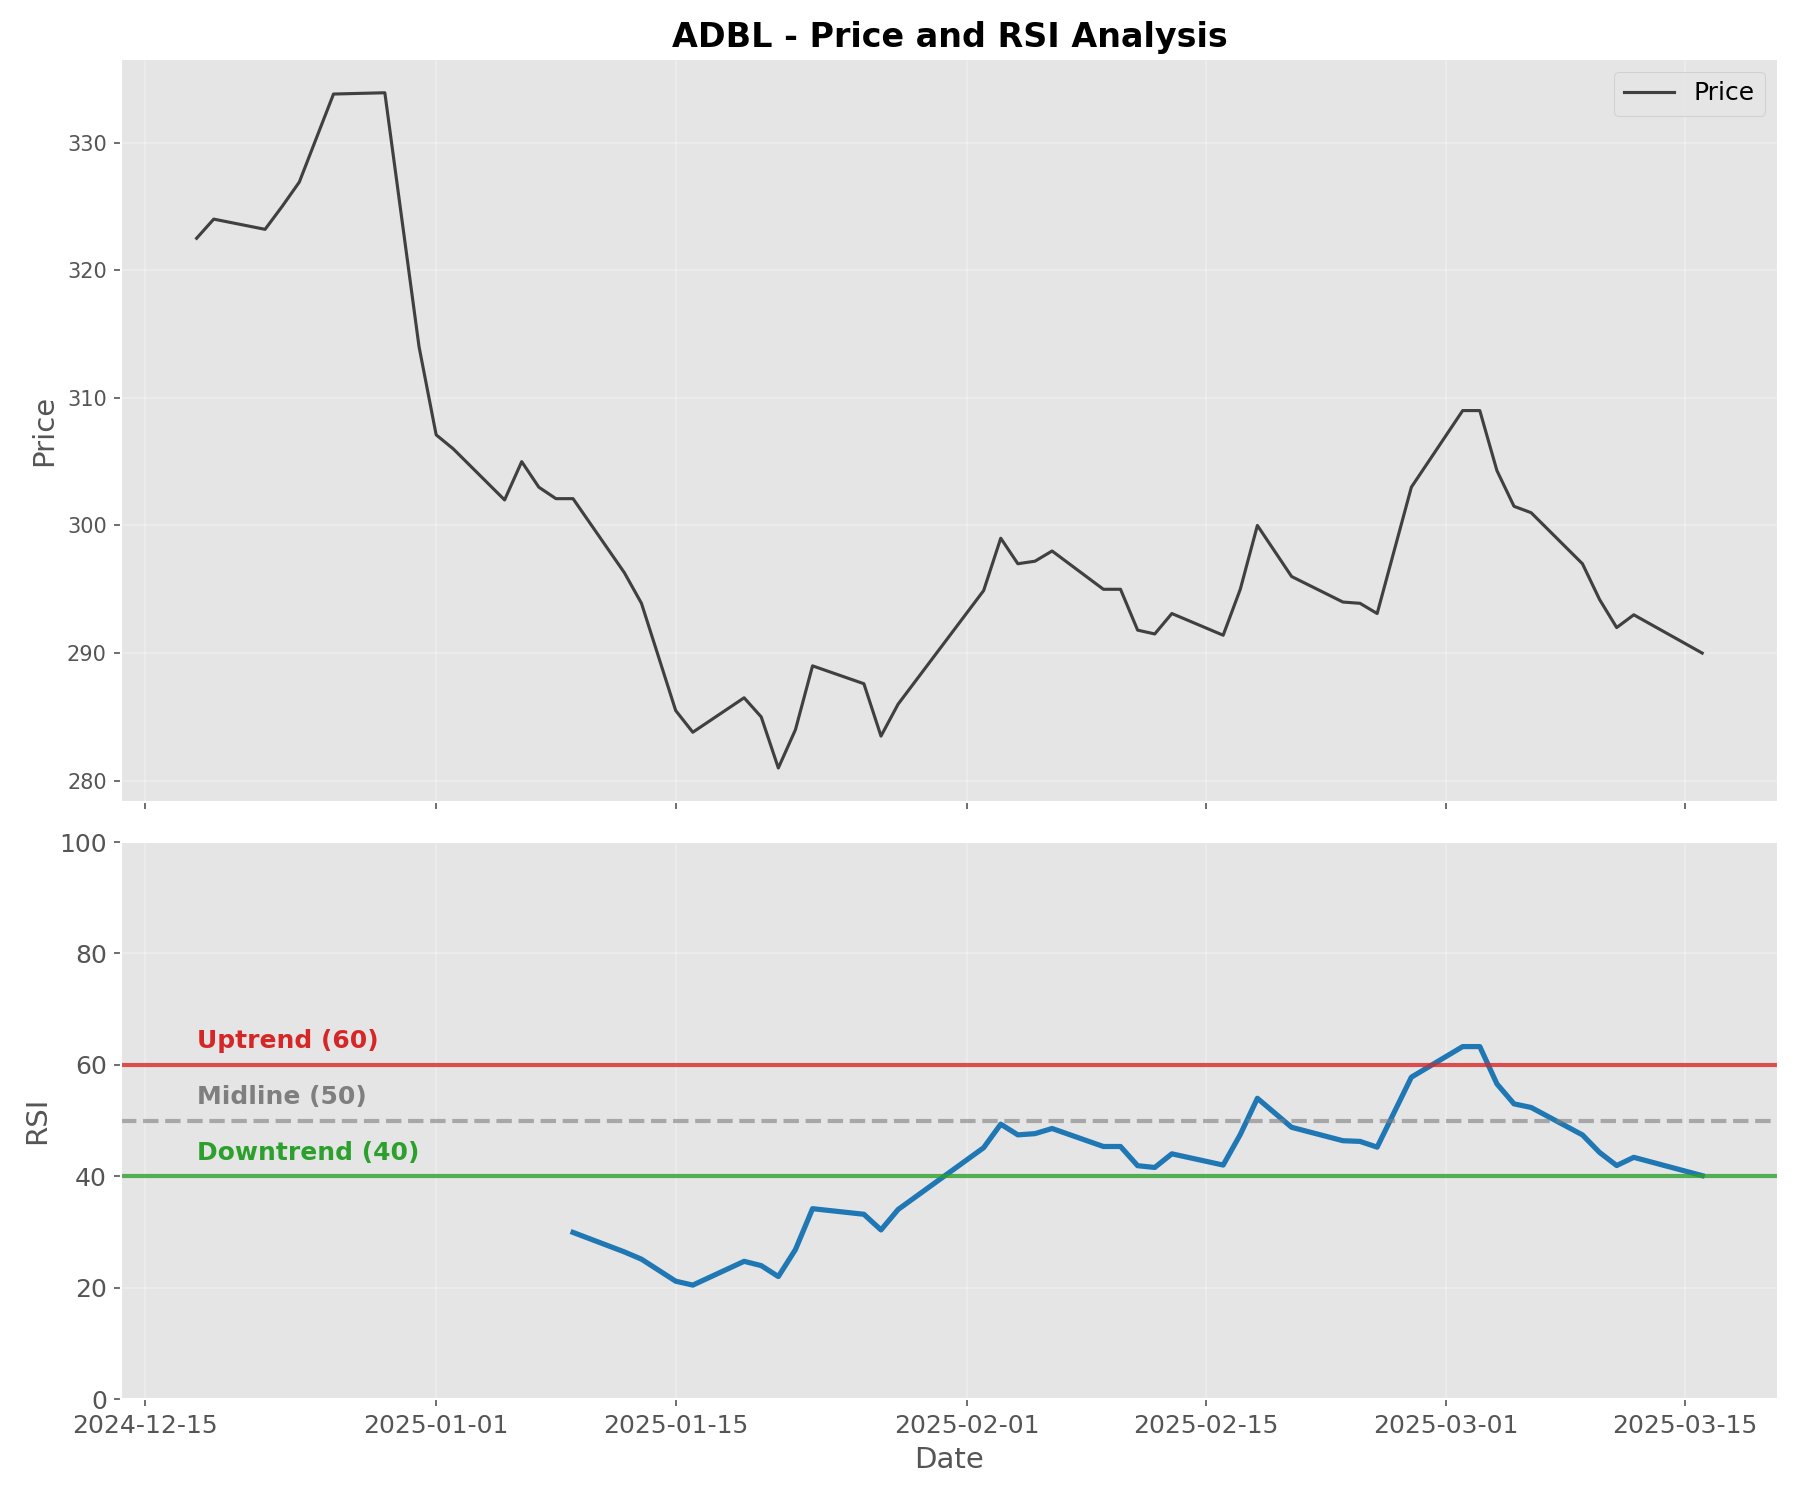 ADBL - Price and RSI Analysis
Price
330
320
310
300
290
280
Price
100
80
60
40
20
0
RSI
Uptrend (60)
Midline (50)
Downtrend (40)
2024-12-15
2025-01-01
2025-01-15
2025-02-01
2025-02-15
2025-03-01
2025-03-15
Date